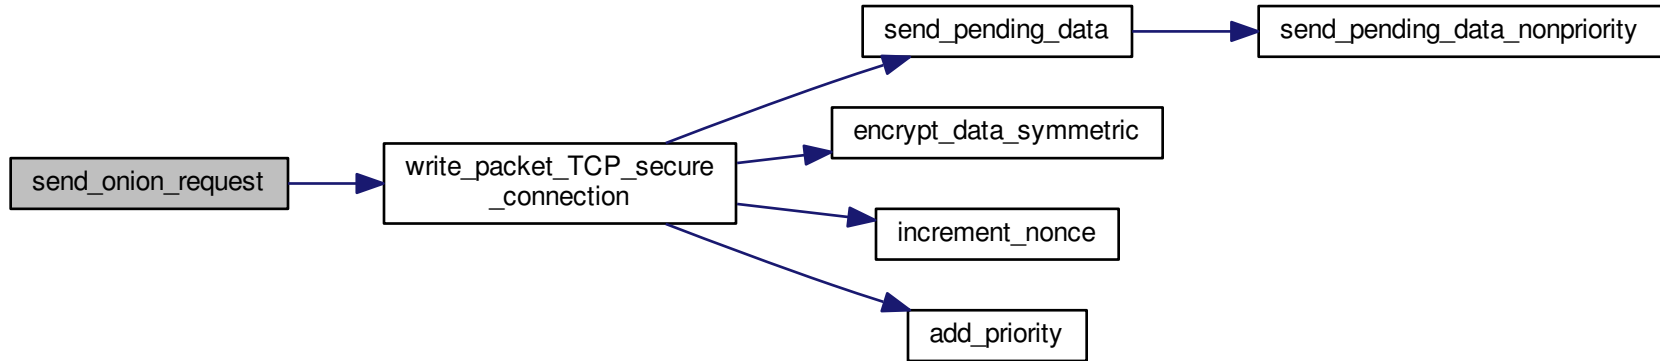 send_onion_request
write_packet_TCP_secure
_connection
send_pending_data
send_pending_data_nonpriority
encrypt_data_symmetric
increment_nonce
add_priority